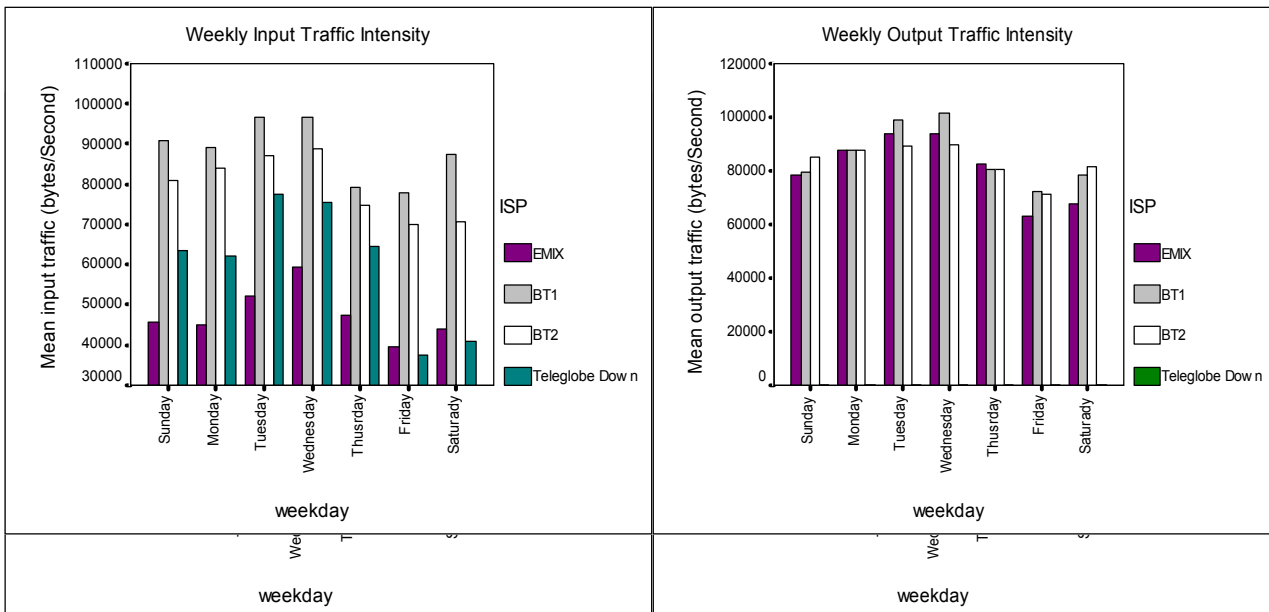 Weekly Input Traffic Intensity
Mean input traffic (bytes/Second)
110000
100000
90000
80000
70000
60000
50000
40000
30000
Sunday
Monday
Tuesday
Wednesday
Thusrday
Friday
Saturady
weekday
ISP
EMIX
BT1
BT2
Teleglobe Down
Weekly Output Traffic Intensity
Mean output traffic (bytes/Second)
120000
100000
80000
60000
40000
20000
0
Sunday
Monday
Tuesday
Wednesday
Thusrday
Friday
Saturady
weekday
ISP
EMIX
BT1
BT2
Teleglobe Down
weekday
weekday